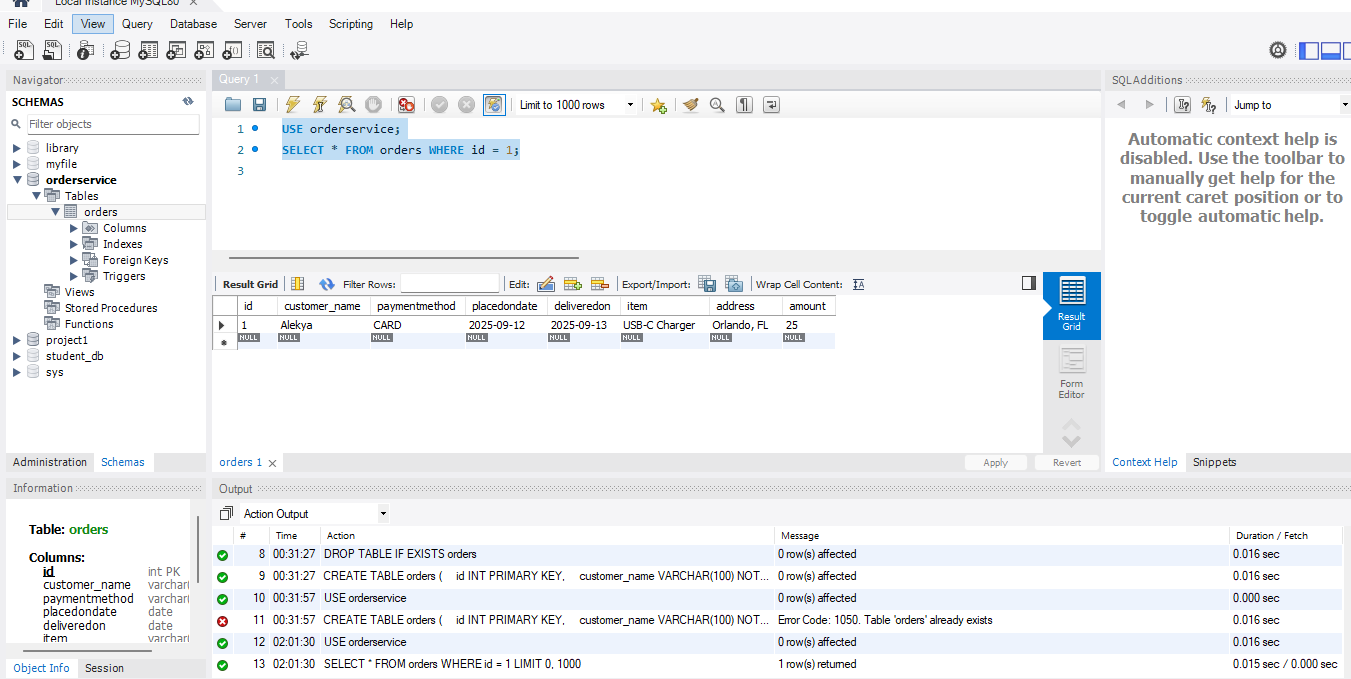 Local instance MySQL80
File Edit View Query Database Server Tools Scripting Help
Navigator
SCHEMAS
Filter objects
library
myfile
orderservice
Tables
orders
Columns
Indexes
Foreign Keys
Triggers
Views
Stored Procedures
Functions
project1
student_db
sys
Administration Schemas
Information
Table: orders
Columns:
id int PK
customer_name varchar(
paymentmethod varchar(
placedondate date
deliveredon date
item varchar(
Object Info Session
Query 1
Limit to 1000 rows
1 USE orderservice;
2 SELECT * FROM orders WHERE id = 1;
3
Result Grid Filter Rows: Edit: Export/Import: Wrap Cell Content:
id customer_name paymentmethod placedondate deliveredon item address amount
1 Alekya CARD 2025-09-12 2025-09-13 USB-C Charger Orlando, FL 25
NULL NULL NULL NULL NULL NULL NULL NULL
Result
Grid
Form
Editor
orders 1 Apply Revert
SQLAdditions
Jump to
Automatic context help is
disabled. Use the toolbar to
manually get help for the
current caret position or to
toggle automatic help.
Context Help Snippets
Output
Action Output
# Time Action Message Duration / Fetch
8 00:31:27 DROP TABLE IF EXISTS orders 0 row(s) affected 0.016 sec
9 00:31:27 CREATE TABLE orders ( id INT PRIMARY KEY, customer_name VARCHAR(100) NOT... 0 row(s) affected 0.016 sec
10 00:31:57 USE orderservice 0 row(s) affected 0.000 sec
11 00:31:57 CREATE TABLE orders ( id INT PRIMARY KEY, customer_name VARCHAR(100) NOT... Error Code: 1050. Table 'orders' already exists 0.016 sec
12 02:01:30 USE orderservice 0 row(s) affected 0.016 sec
13 02:01:30 SELECT * FROM orders WHERE id = 1 LIMIT 0, 1000 1 row(s) returned 0.015 sec / 0.000 sec